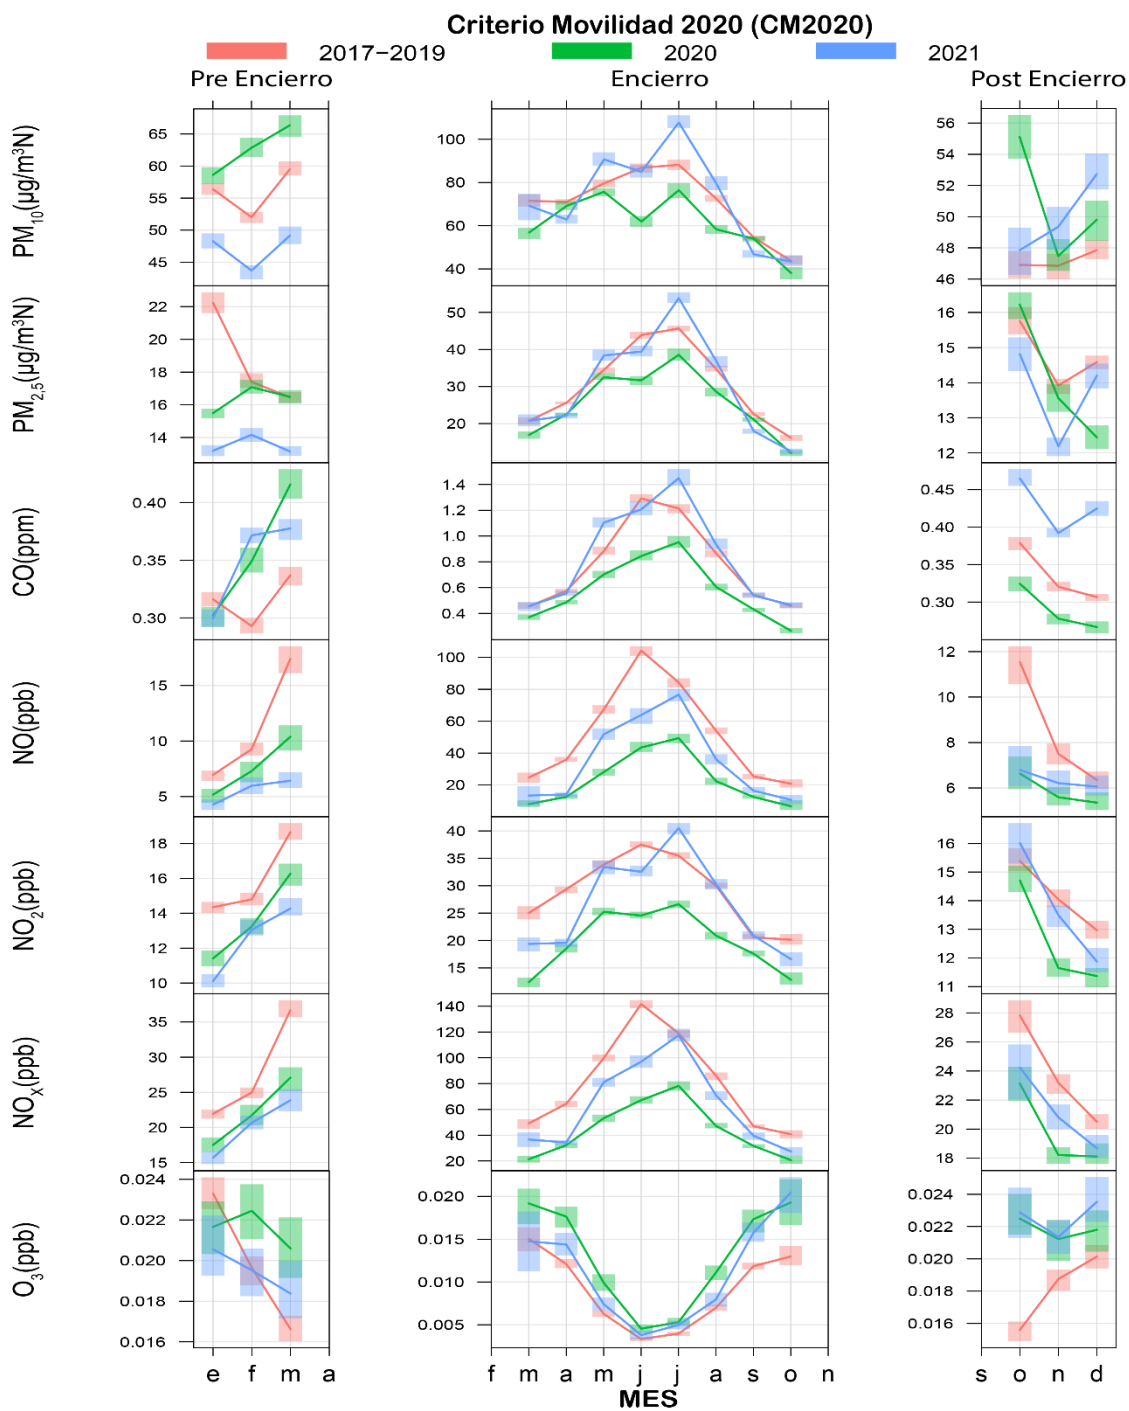 Criterio Movilidad 2020 (CM2020)
2017−2019 2020 2021
Pre Encierro Encierro Post Encierro
PM10(µg/m³N)
65 60 55 50 45
100 80 60 40
56 54 52 50 48 46
PM2,5(µg/m³N)
22 20 18 16 14
50 40 30 20
16 15 14 13 12
CO(ppm)
0.40 0.35 0.30
1.4 1.2 1.0 0.8 0.6 0.4
0.45 0.40 0.30
NO(ppb)
15 10 5
100 80 60 40 20
12 10 8 6
NO2(ppb)
18 16 14 12 10
40 35 30 25 20 15
16 15 14 13 12 11
NOX(ppb)
35 30 25 20 15
140 120 100 80 60 40 20
28 26 24 22 20 18
O3(ppb)
0.024 0.022 0.020 0.018 0.016
0.020 0.015 0.010 0.005
0.024 0.022 0.020 0.018 0.016
e f m a f m a m j j a s o n s o n d
MES